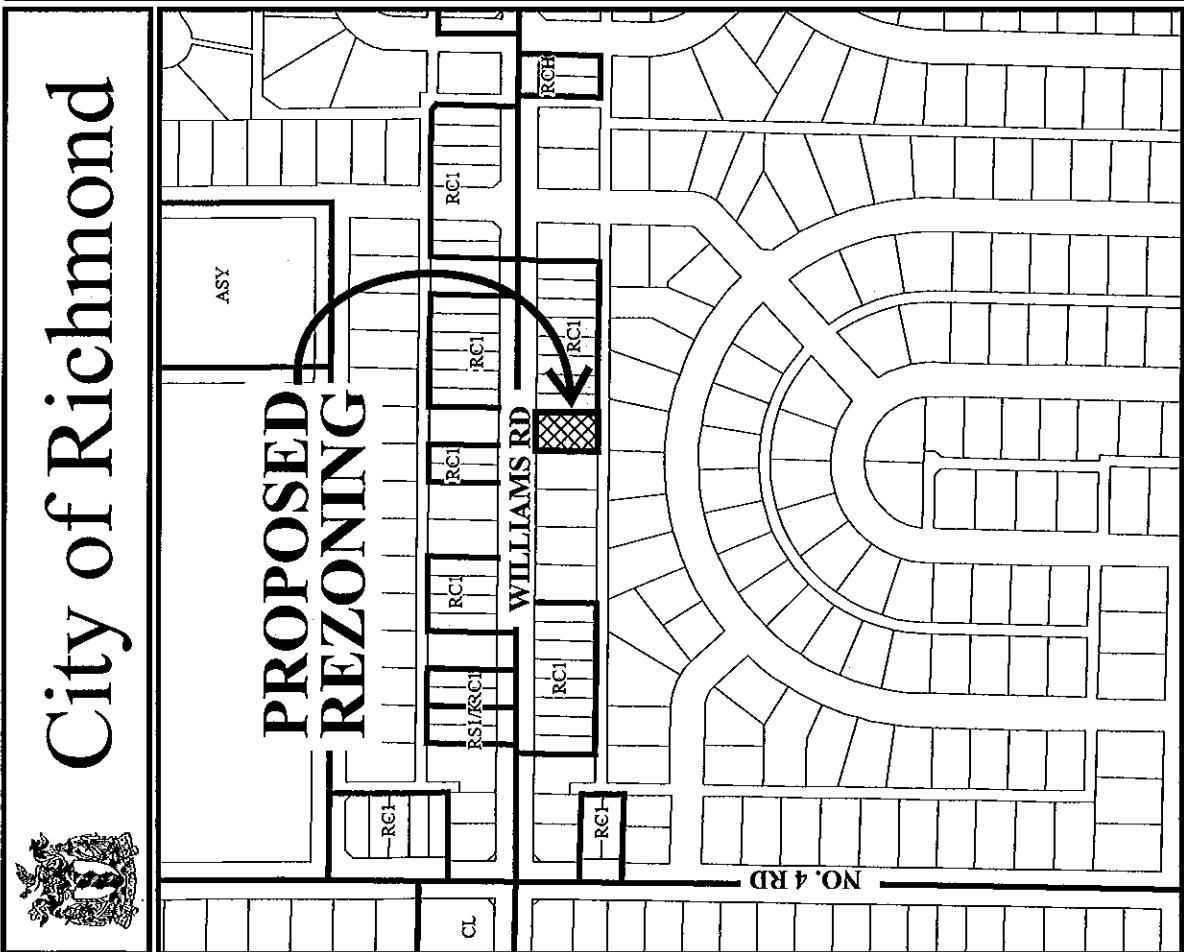 City of Richmond
PROPOSED
REZONING
WILLIAMS RD
NO. 4 RD
ASY
RCH
RC1
RC1
RC1
RC1
RC1
RC1
RS1/K
RC1
RC1
RC1
CL